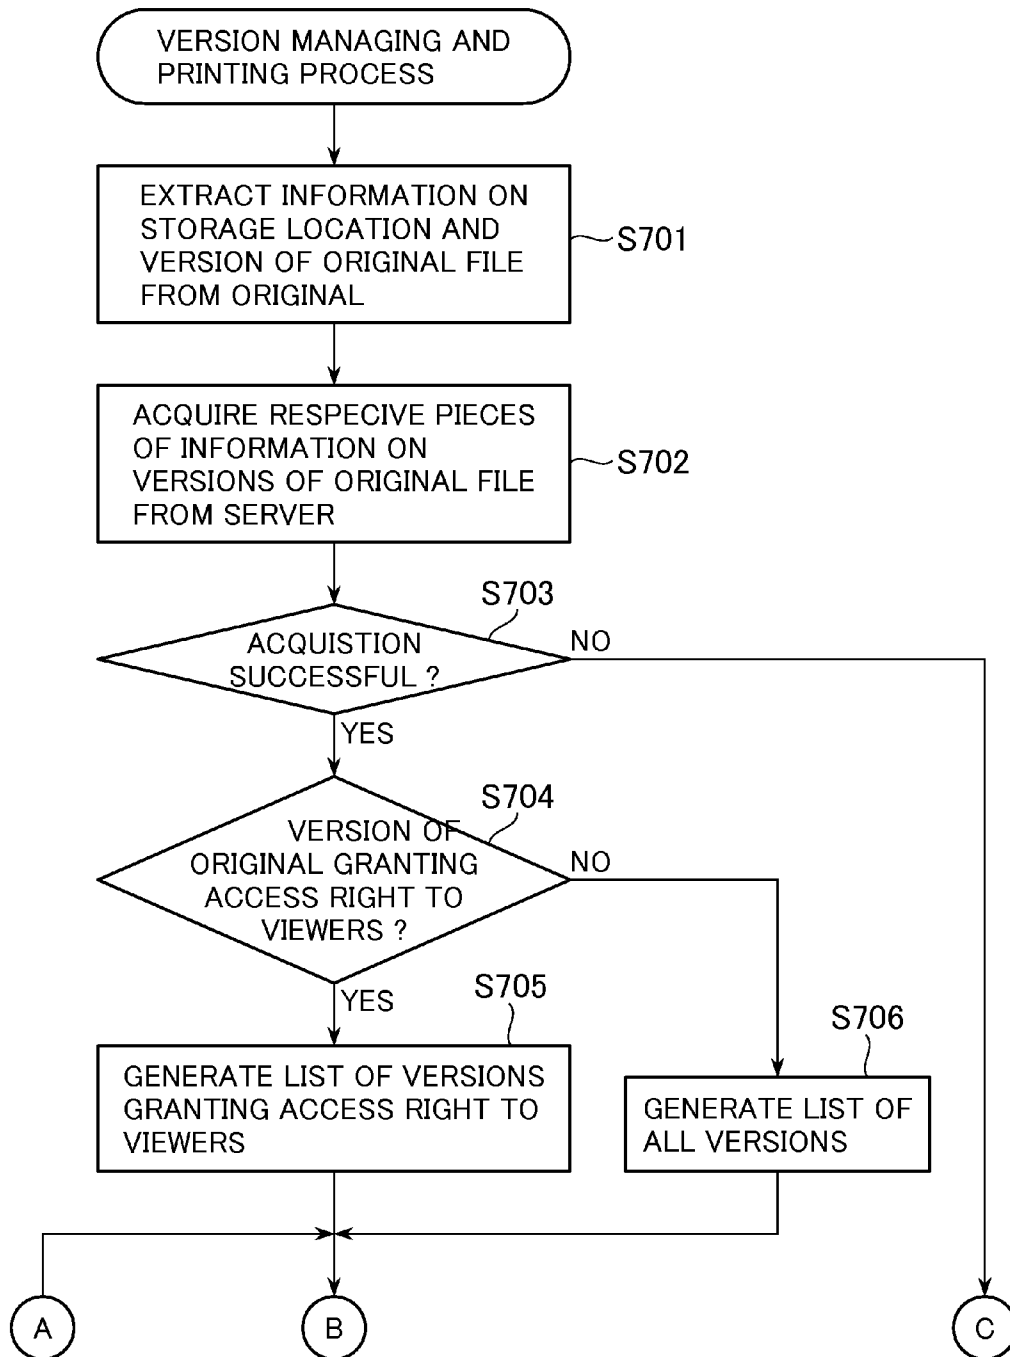 VERSION MANAGING AND
PRINTING PROCESS
EXTRACT INFORMATION ON
STORAGE LOCATION AND
VERSION OF ORIGINAL FILE
FROM ORIGINAL
S701
ACQUIRE RESPECIVE PIECES
OF INFORMATION ON
VERSIONS OF ORIGINAL FILE
FROM SERVER
S702
S703
ACQUISTION
SUCCESSFUL ?
NO
YES
S704
VERSION OF
ORIGINAL GRANTING
ACCESS RIGHT TO
VIEWERS ?
NO
YES
S705
GENERATE LIST OF VERSIONS
GRANTING ACCESS RIGHT TO
VIEWERS
S706
GENERATE LIST OF
ALL VERSIONS
A
B
C